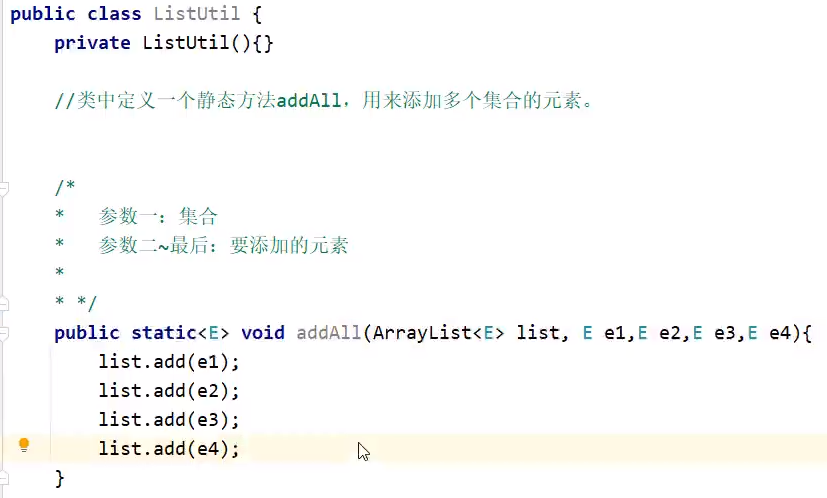 public class ListUtil {
    private ListUtil(){}
    //类中定义一个静态方法addAll，用来添加多个集合的元素。
    /*
    *   参数一：集合
    *   参数二~最后：要添加的元素
    *
    * */
    public static<E> void addAll(ArrayList<E> list, E e1,E e2,E e3,E e4){
        list.add(e1);
        list.add(e2);
        list.add(e3);
        list.add(e4);
    }